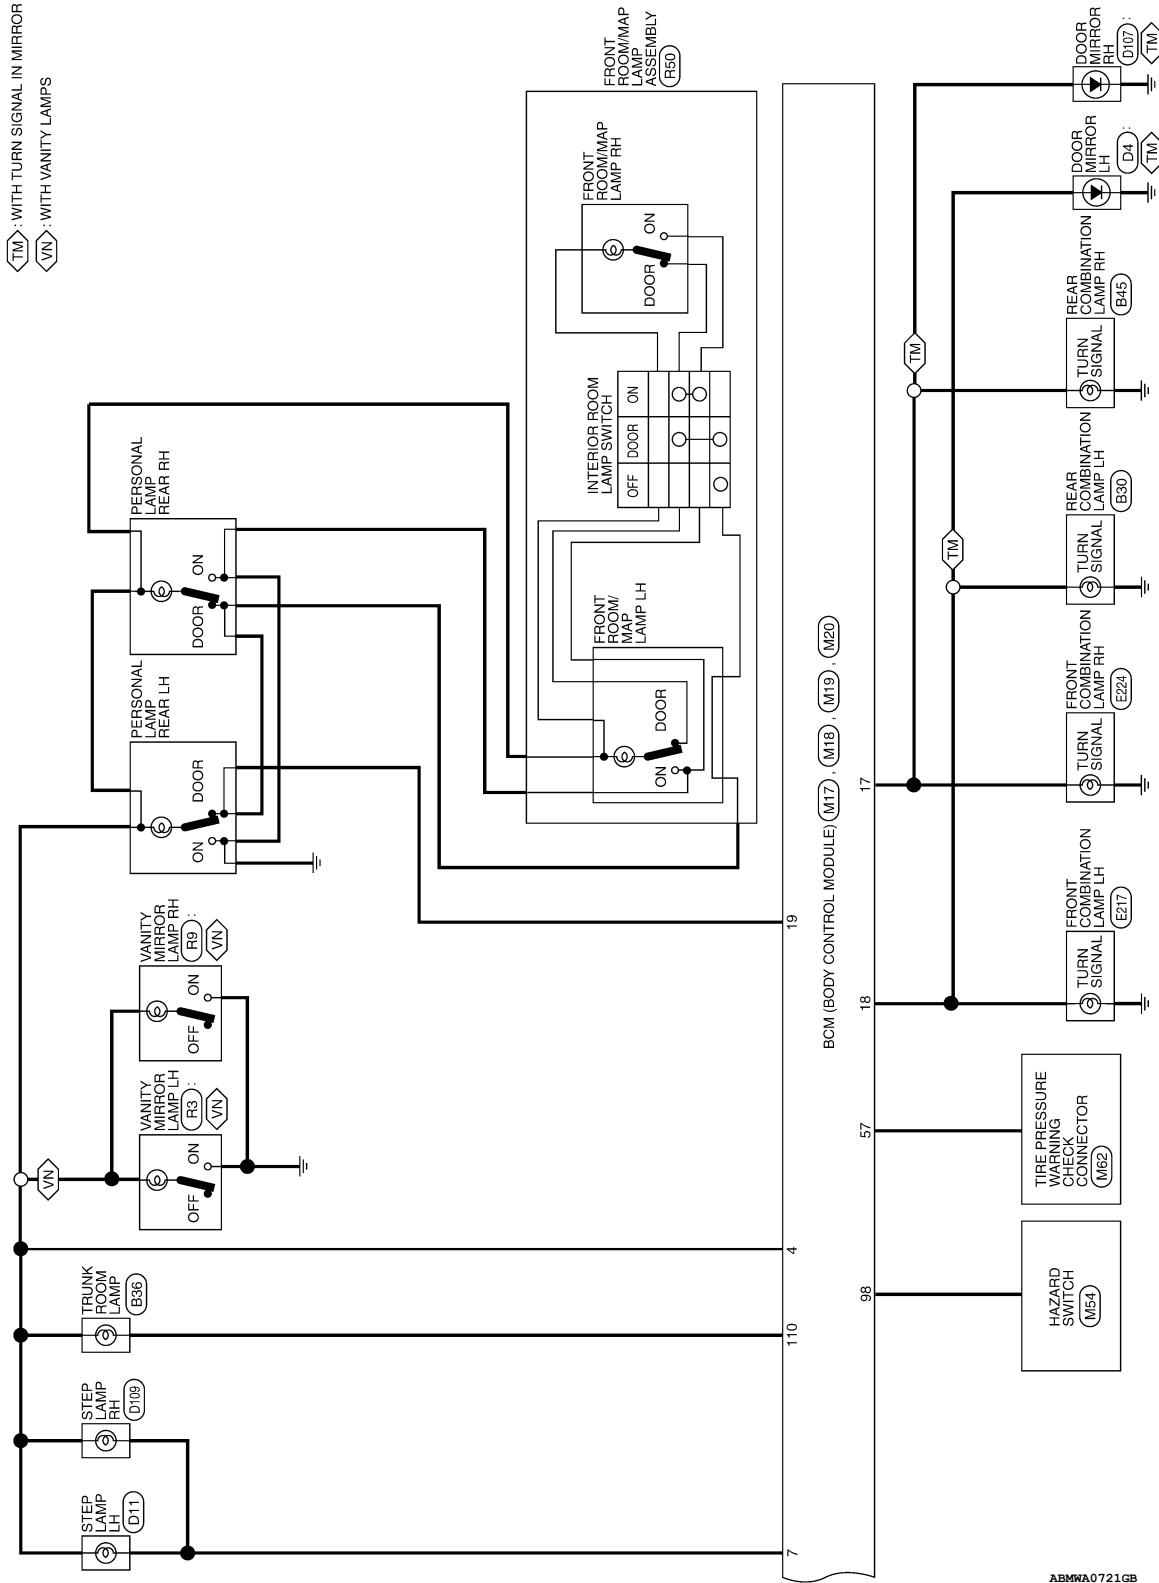 TM : WITH TURN SIGNAL IN MIRROR
VN : WITH VANITY LAMPS
STEP
LAMP
LH
D11
STEP
LAMP
RH
D109
TRUNK
ROOM
LAMP
B36
VN
VANITY
MIRROR
LAMP LH
R3 :
VN
OFF
ON
VANITY
MIRROR
LAMP RH
R9 :
VN
OFF
ON
PERSONAL
LAMP
REAR LH
ON
DOOR
PERSONAL
LAMP
REAR RH
DOOR
ON
FRONT
ROOM/MAP
LAMP
ASSEMBLY
R50
FRONT
ROOM/
MAP
LAMP LH
ON
DOOR
INTERIOR ROOM
LAMP SWITCH
OFF
DOOR
ON
FRONT
ROOM/MAP
LAMP RH
DOOR
ON
7
110
4
19
BCM (BODY CONTROL MODULE) M17 , M18 , M19 , M20
98
57
18
17
TM
TM
HAZARD
SWITCH
M54
TIRE PRESSURE
WARNING
CHECK
CONNECTOR
M62
FRONT
COMBINATION
LAMP LH
E217
TURN
SIGNAL
FRONT
COMBINATION
LAMP RH
E224
TURN
SIGNAL
REAR
COMBINATION
LAMP LH
B30
TURN
SIGNAL
REAR
COMBINATION
LAMP RH
B45
TURN
SIGNAL
DOOR
MIRROR
LH
D4 :
TM
DOOR
MIRROR
RH
D107 :
TM
ABMWA0721GB